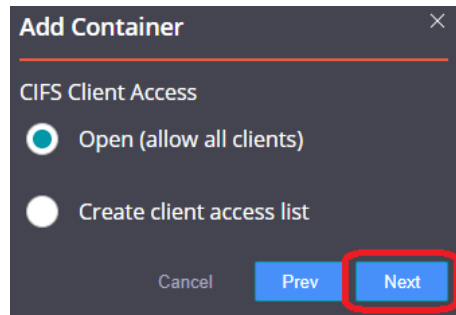 Add Container
CIFS Client Access
Open (allow all clients)
Create client access list
Cancel Prev Next